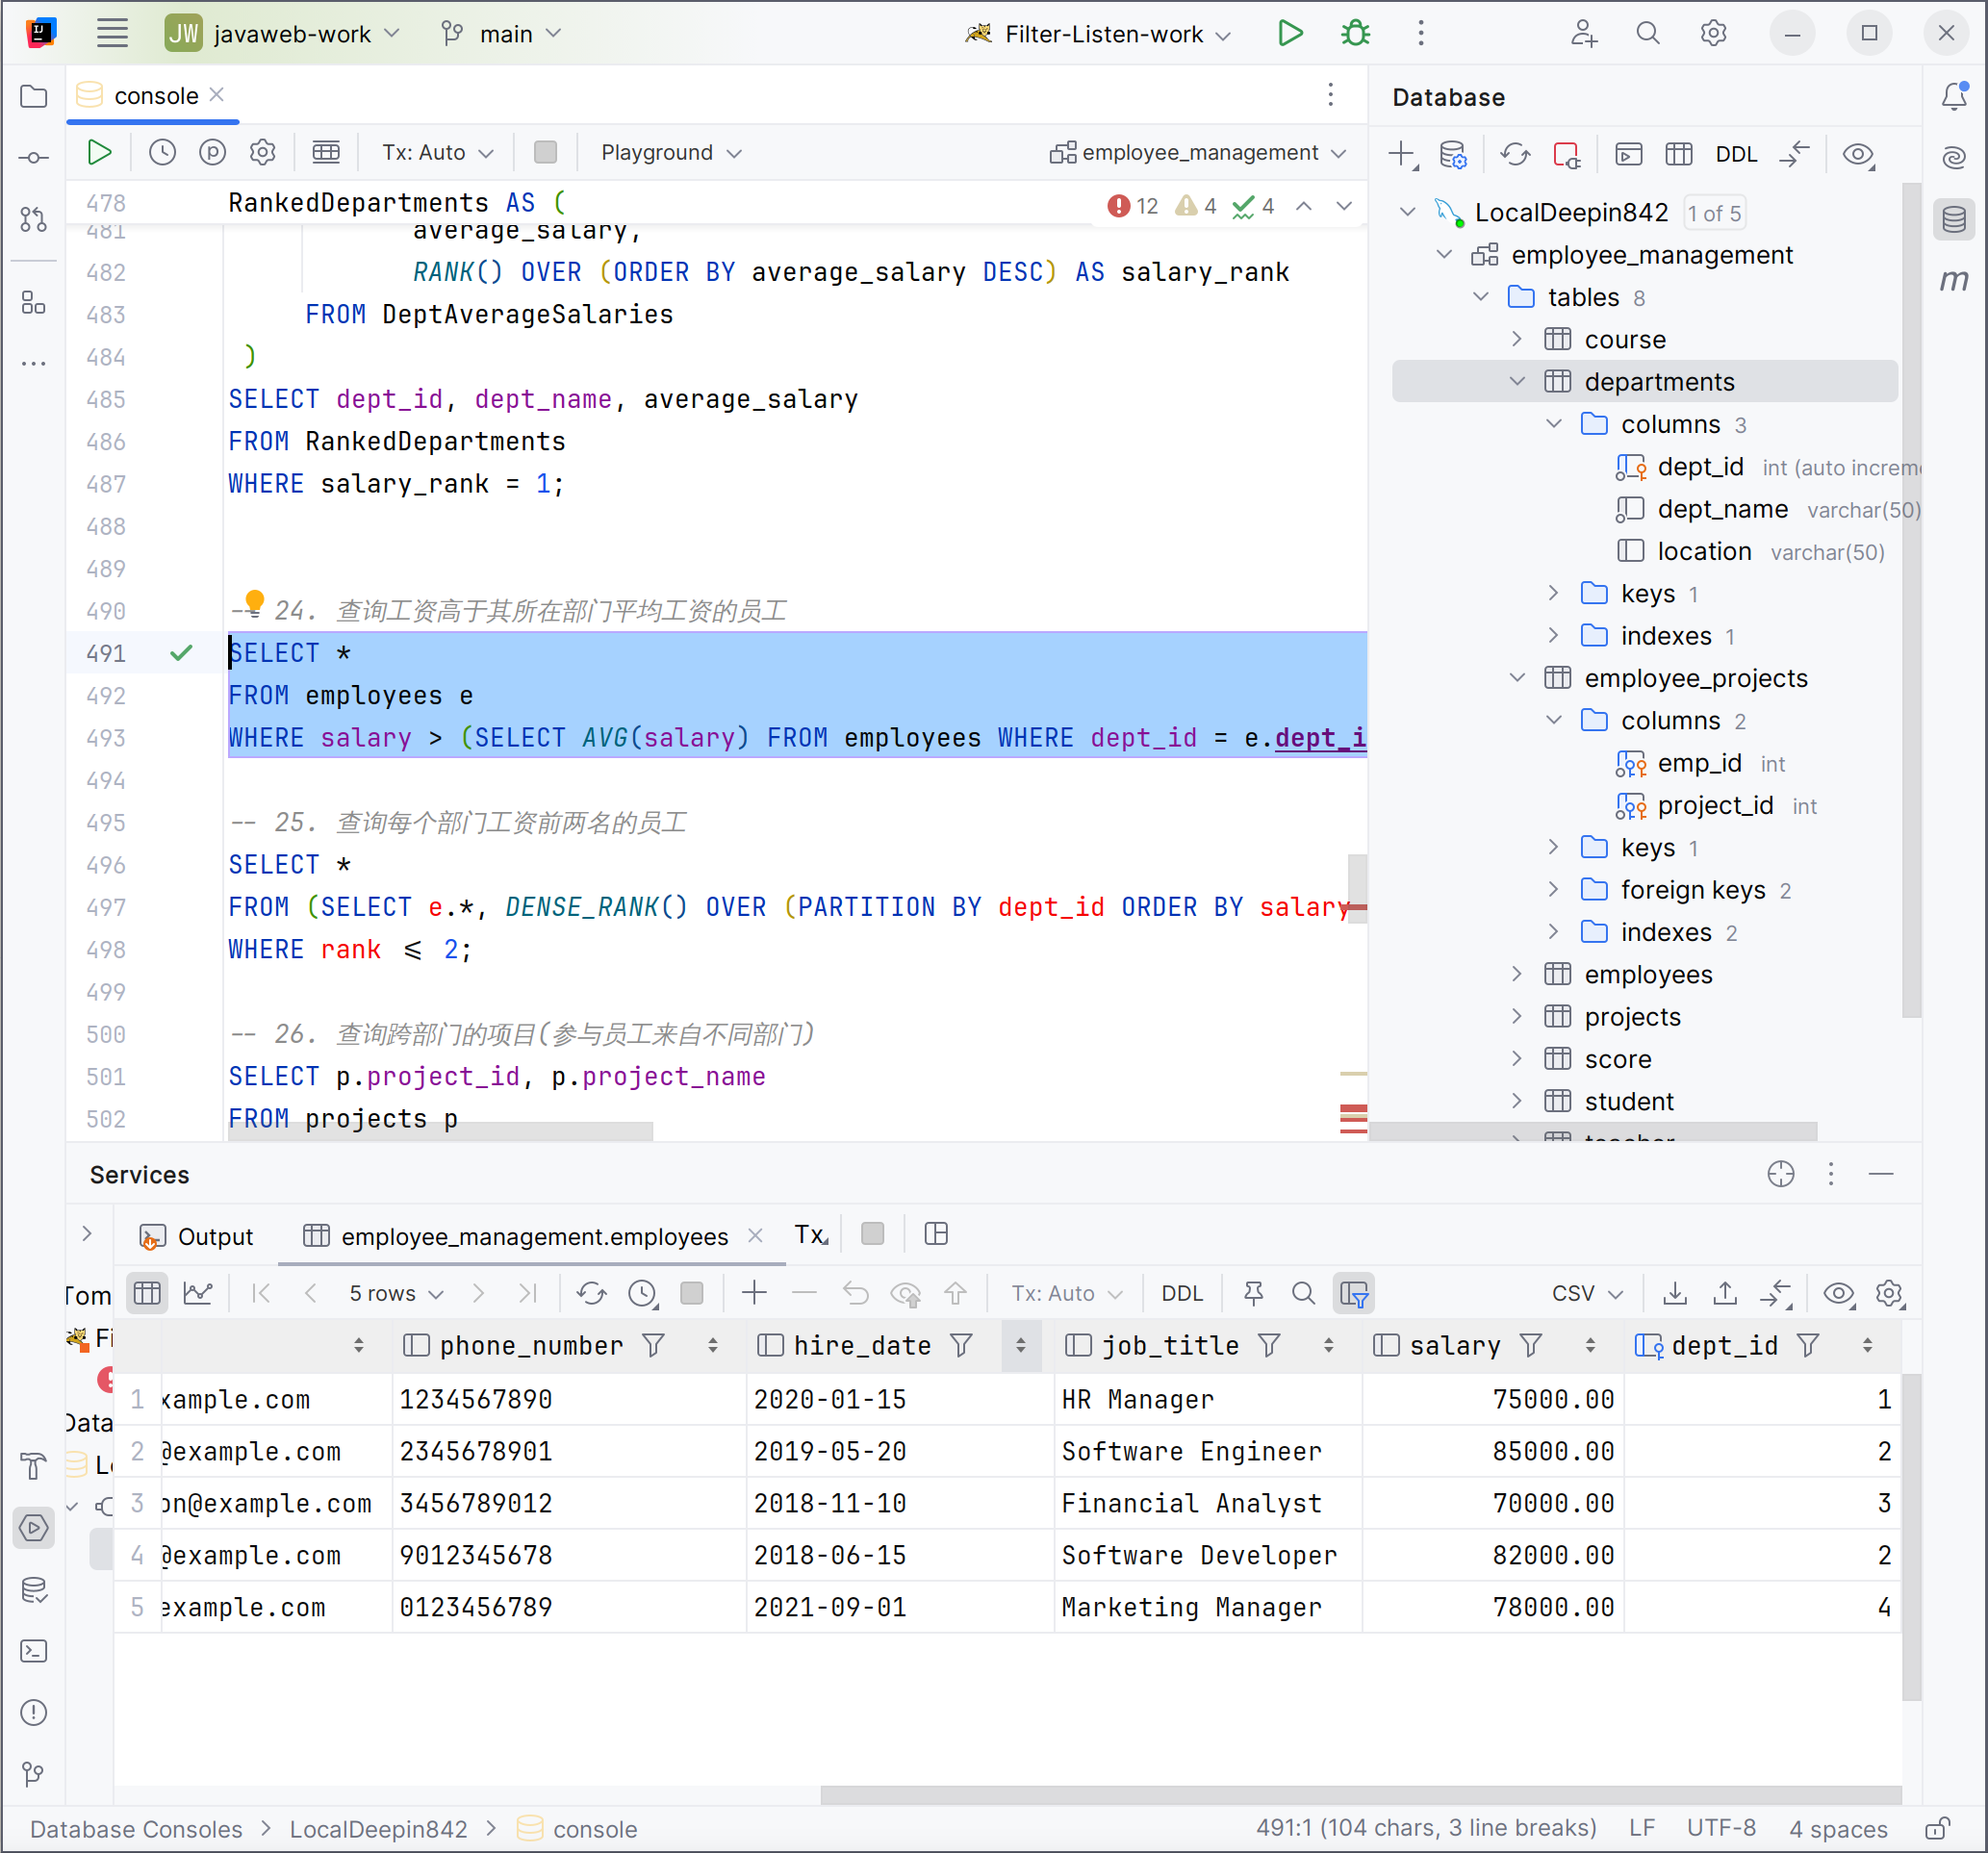 JW javaweb-work main Filter-Listen-work
console
Tx: Auto Playground employee_management
478 RankedDepartments AS (
12 4 4
481 average_salary,
482 RANK() OVER (ORDER BY average_salary DESC) AS salary_rank
483 FROM DeptAverageSalaries
484 )
485 SELECT dept_id, dept_name, average_salary
486 FROM RankedDepartments
487 WHERE salary_rank = 1;
488
489
490 -- 24. 查询工资高于其所在部门平均工资的员工
491 SELECT *
492 FROM employees e
493 WHERE salary > (SELECT AVG(salary) FROM employees WHERE dept_id = e.dept_i
494
495 -- 25. 查询每个部门工资前两名的员工
496 SELECT *
497 FROM (SELECT e.*, DENSE_RANK() OVER (PARTITION BY dept_id ORDER BY salary
498 WHERE rank <= 2;
499
500 -- 26. 查询跨部门的项目(参与员工来自不同部门)
501 SELECT p.project_id, p.project_name
502 FROM projects p
Database
DDL
LocalDeepin842 1 of 5
employee_management
tables 8
course
departments
columns 3
dept_id int (auto increme
dept_name varchar(50)
location varchar(50)
keys 1
indexes 1
employee_projects
columns 2
emp_id int
project_id int
keys 1
foreign keys 2
indexes 2
employees
projects
score
student
teacher
m
Services
Output employee_management.employees Tx
Tom
Fi
Data
Lo
5 rows Tx: Auto DDL CSV
phone_number hire_date job_title salary dept_id
1 xample.com 1234567890 2020-01-15 HR Manager 75000.00 1
2 @example.com 2345678901 2019-05-20 Software Engineer 85000.00 2
3 on@example.com 3456789012 2018-11-10 Financial Analyst 70000.00 3
4 @example.com 9012345678 2018-06-15 Software Developer 82000.00 2
5 example.com 0123456789 2021-09-01 Marketing Manager 78000.00 4
Database Consoles > LocalDeepin842 > console
491:1 (104 chars, 3 line breaks) LF UTF-8 4 spaces